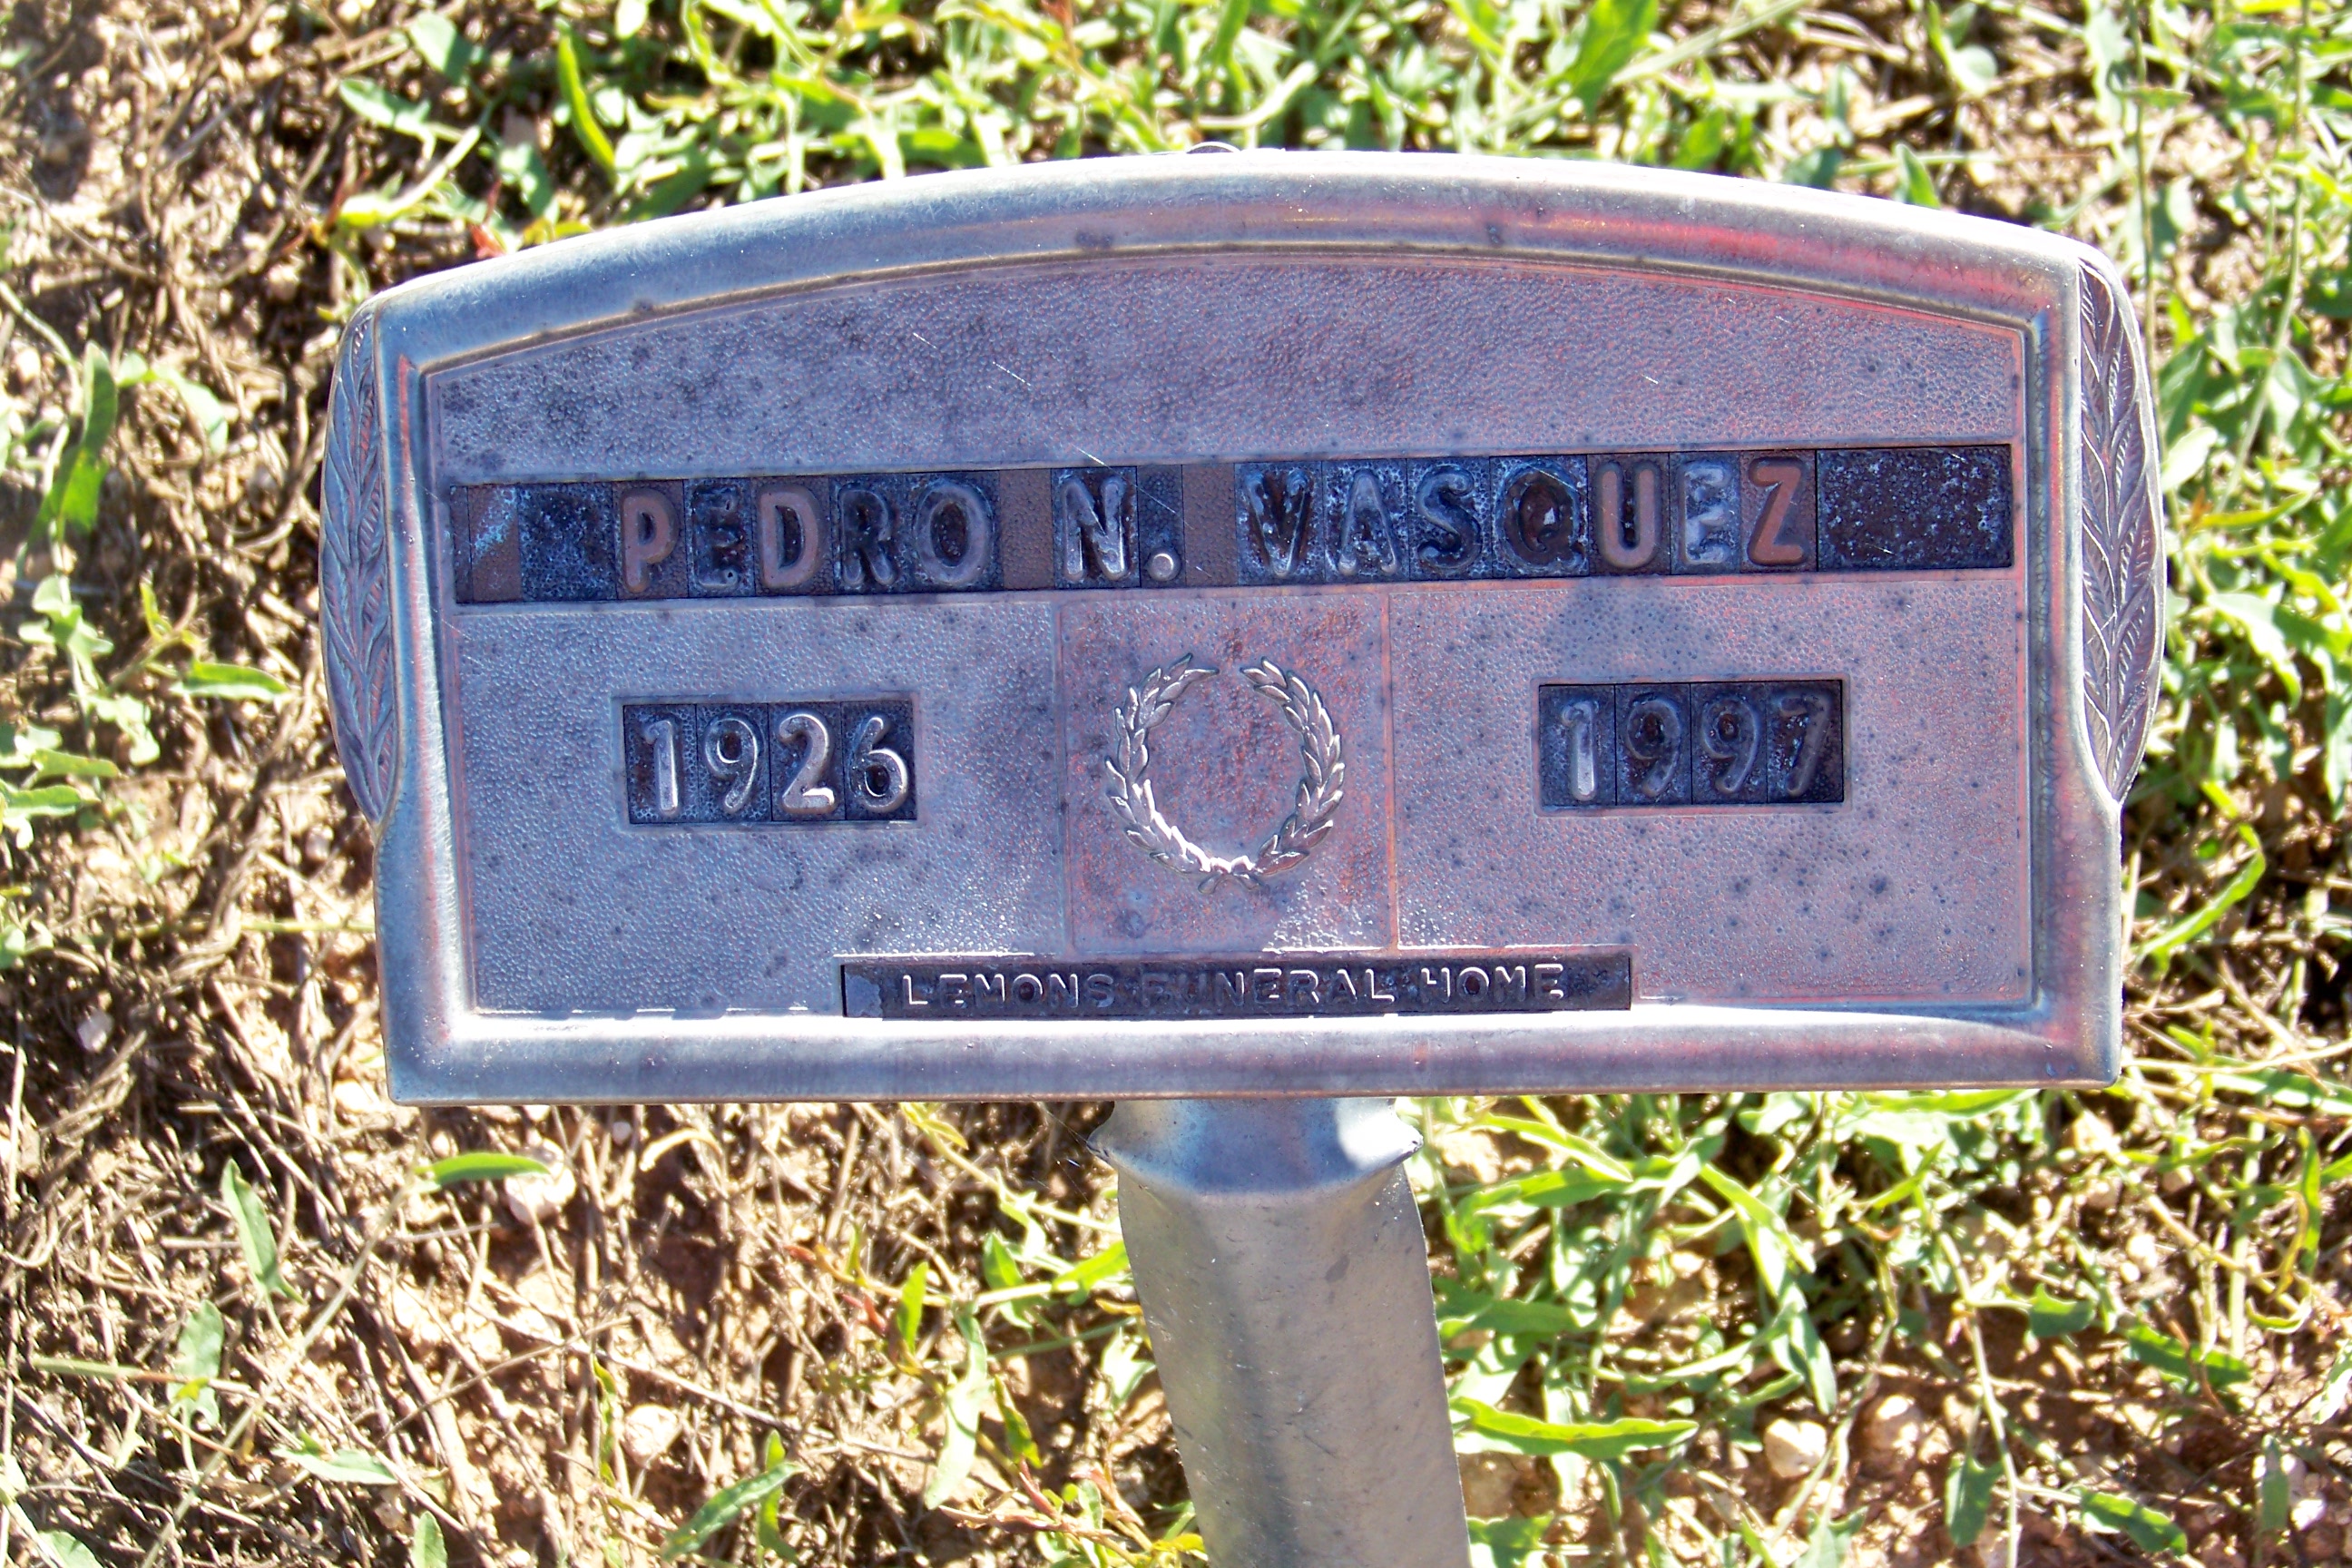 PEDRO N. VASQUEZ
1926 1997
LEMONS FUNERAL HOME